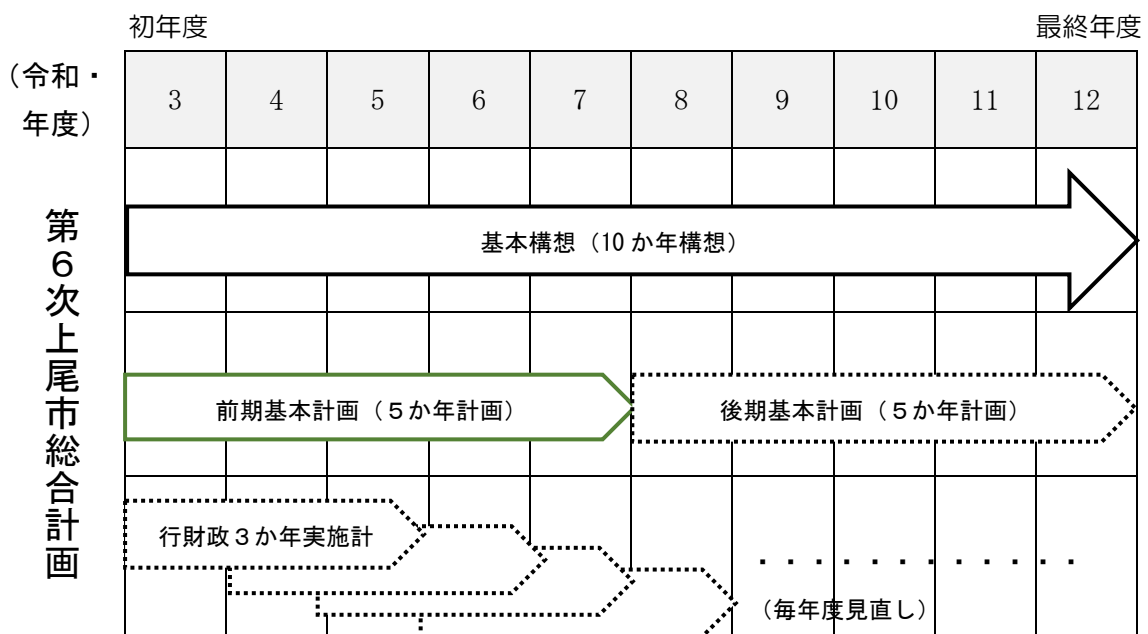 初年度
最終年度
（令和・
年度）
3 4 5 6 7 8 9 10 11 12
第６次上尾市総合計画
基本構想（10 か年構想）
前期基本計画（５か年計画）
後期基本計画（５か年計画）
行財政３か年実施計
・・・・・・・・・・・・
（毎年度見直し）